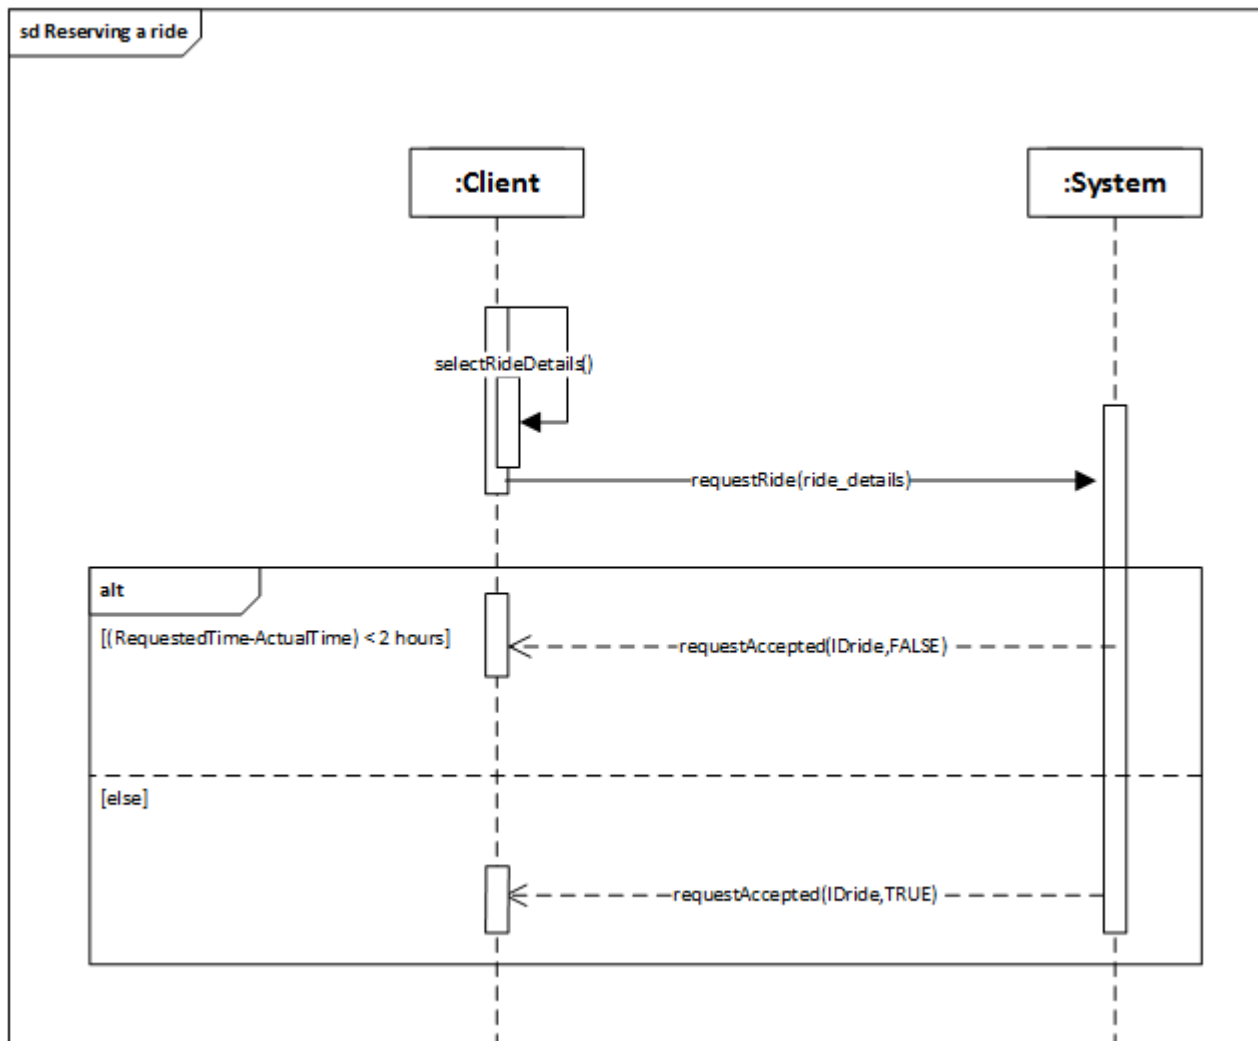 sd Reserving a ride
:Client
:System
selectRideDetails()
requestRide(ride_details)
alt
[(RequestedTime-ActualTime) < 2 hours]
requestAccepted(IDride,FALSE)
[else]
requestAccepted(IDride,TRUE)